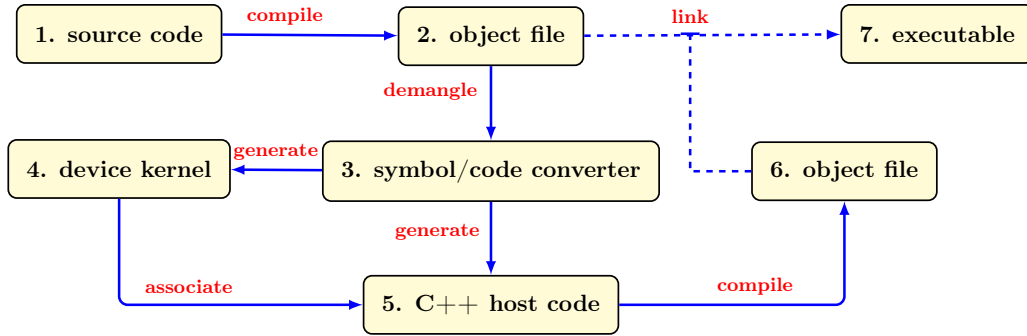 compile
link
1. source code
2. object file
7. executable
demangle
generate
4. device kernel
3. symbol/code converter
6. object file
generate
associate
compile
5. C++ host code